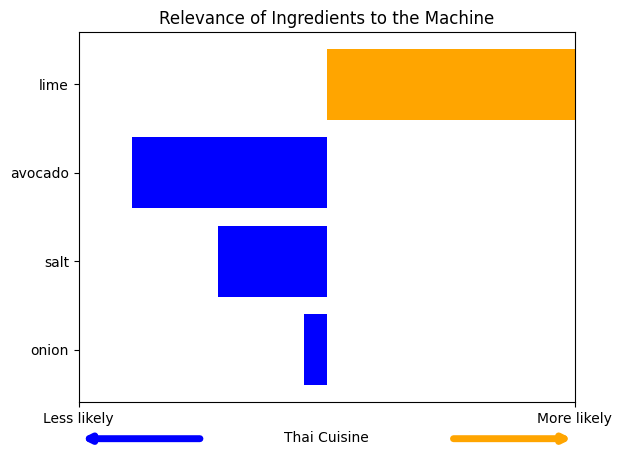 Relevance of Ingredients to the Machine
lime
avocado
salt
onion
Less likely
More likely
Thai Cuisine